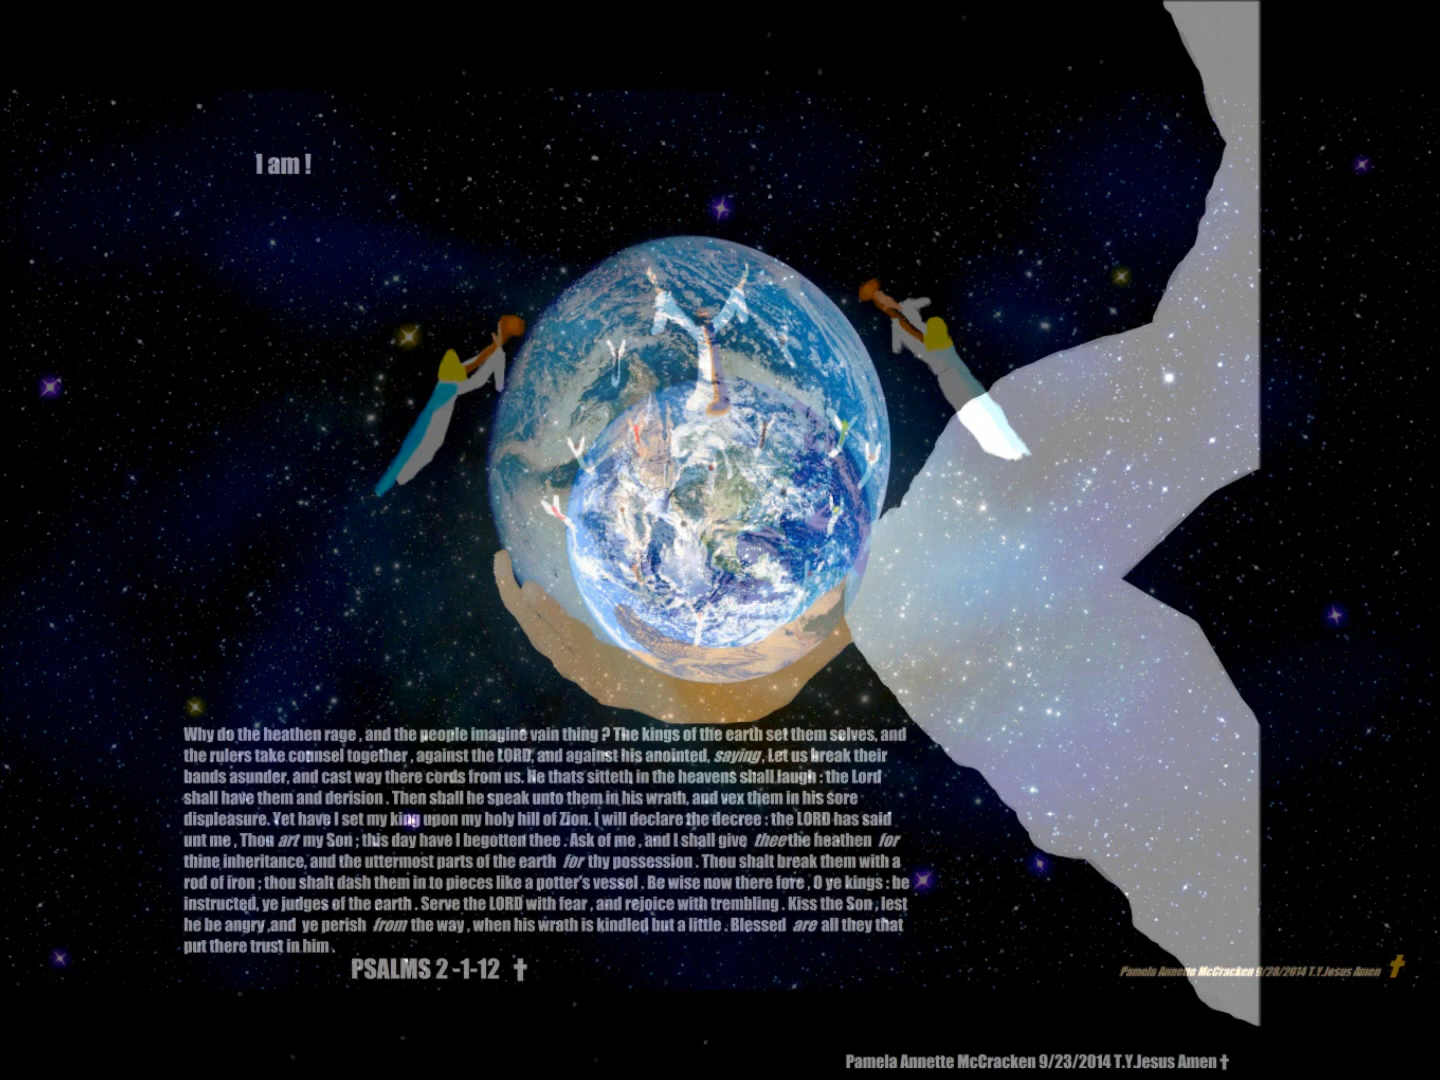 I am !
Why do the heathen rage , and the people imagine vain thing ? The kings of the earth set them selves, and
the rulers take counsel together , against the LORD, and against his anointed, saying , Let us break their
bands asunder, and cast way there cords from us. He thats sitteth in the heavens shall laugh : the Lord
shall have them and derision . Then shall he speak unto them in his wrath, and vex them in his sore
displeasure. Yet have I set my king upon my holy hill of Zion. I will declare the decree : the LORD has said
unt me , Thou art my Son ; this day have I begotten thee . Ask of me , and I shall give theethe heathen for
thine inheritance, and the uttermost parts of the earth for thy possession . Thou shalt break them with a
rod of iron ; thou shalt dash them in to pieces like a potter's vessel . Be wise now there fore , O ye kings : be
instructed, ye judges of the earth . Serve the LORD with fear , and rejoice with trembling . Kiss the Son , lest
he be angry ,and ye perish from the way , when his wrath is kindled but a little . Blessed are all they that
put there trust in him .
PSALMS 2 -1-12 ✝
Pamela Annette McCracken 9/28/2014 T.Y.Jesus Amen ✝
Pamela Annette McCracken 9/23/2014 T.Y.Jesus Amen ✝